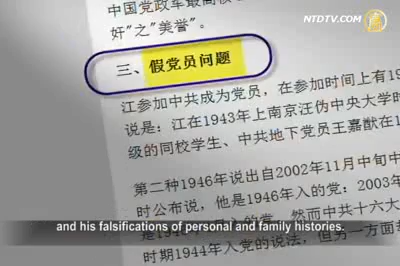 NTDTV.COM
中国党政军最高
奸"之"美誉"。
三、假党员问题
江参加中共成为党员，在参加时间上有19
说是：江在1943年上南京汪伪中央大学时
级的同校学生、中共地下党员王嘉猷在1
第二种1946年说出自2002年11月中旬中
时公布说，他是1946年入的党：2003年
党，然而中共十六大
and his falsifications of personal and family histories.
时期1944年入党的说法，但另一方面